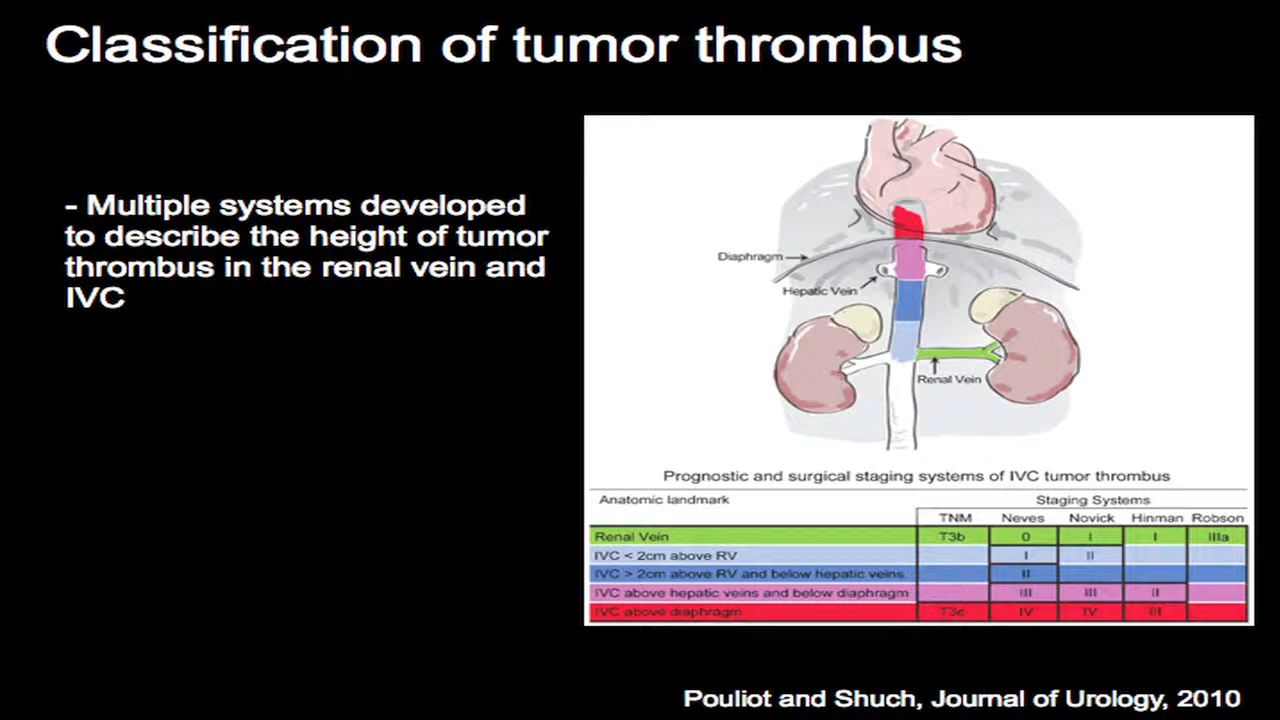 Classification of tumor thrombus
- Multiple systems developed
to describe the height of tumor
thrombus in the renal vein and
IVC
Diaphragm
Hepatic Vein
Renal Vein
Prognostic and surgical staging systems of IVC tumor thrombus
Anatomic landmark Staging Systems
TNM Neves Novick Hinman Robson
Renal Vein T3b 0 I I IIIa
IVC < 2cm above RV I II
IVC > 2cm above RV and below hepatic veins II
IVC above hepatic veins and below diaphragm III III II
IVC above diaphragm T3c IV IV III
Pouliot and Shuch, Journal of Urology, 2010